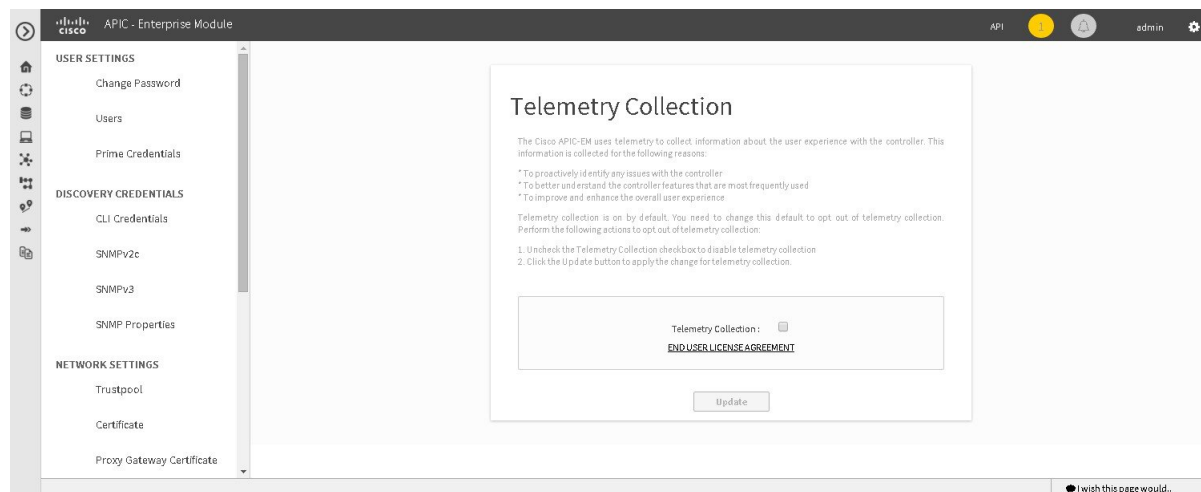 CISCO APIC - Enterprise Module
API 1 admin
USER SETTINGS
Change Password
Users
Prime Credentials
DISCOVERY CREDENTIALS
CLI Credentials
SNMPv2c
SNMPv3
SNMP Properties
NETWORK SETTINGS
Trustpool
Certificate
Proxy Gateway Certificate
Telemetry Collection
The Cisco APIC-EM uses telemetry to collect information about the user experience with the controller. This
information is collected for the following reasons:
* To proactively identify any issues with the controller
* To better understand the controller features that are most frequently used
* To improve and enhance the overall user experience
Telemetry collection is on by default. You need to change this default to opt out of telemetry collection.
Perform the following actions to opt out of telemetry collection:
1. Uncheck the Telemetry Collection checkbox to disable telemetry collection
2. Click the Update button to apply the change for telemetry collection.
Telemetry Collection :
END USER LICENSE AGREEMENT
Update
I wish this page would..